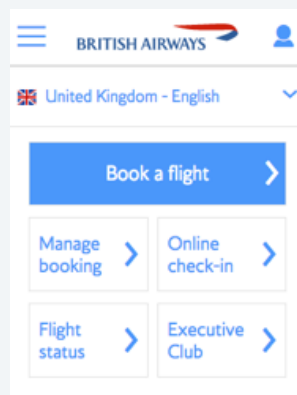 BRITISH AIRWAYS
United Kingdom - English
Book a flight
Manage
booking
Online
check-in
Flight
status
Executive
Club